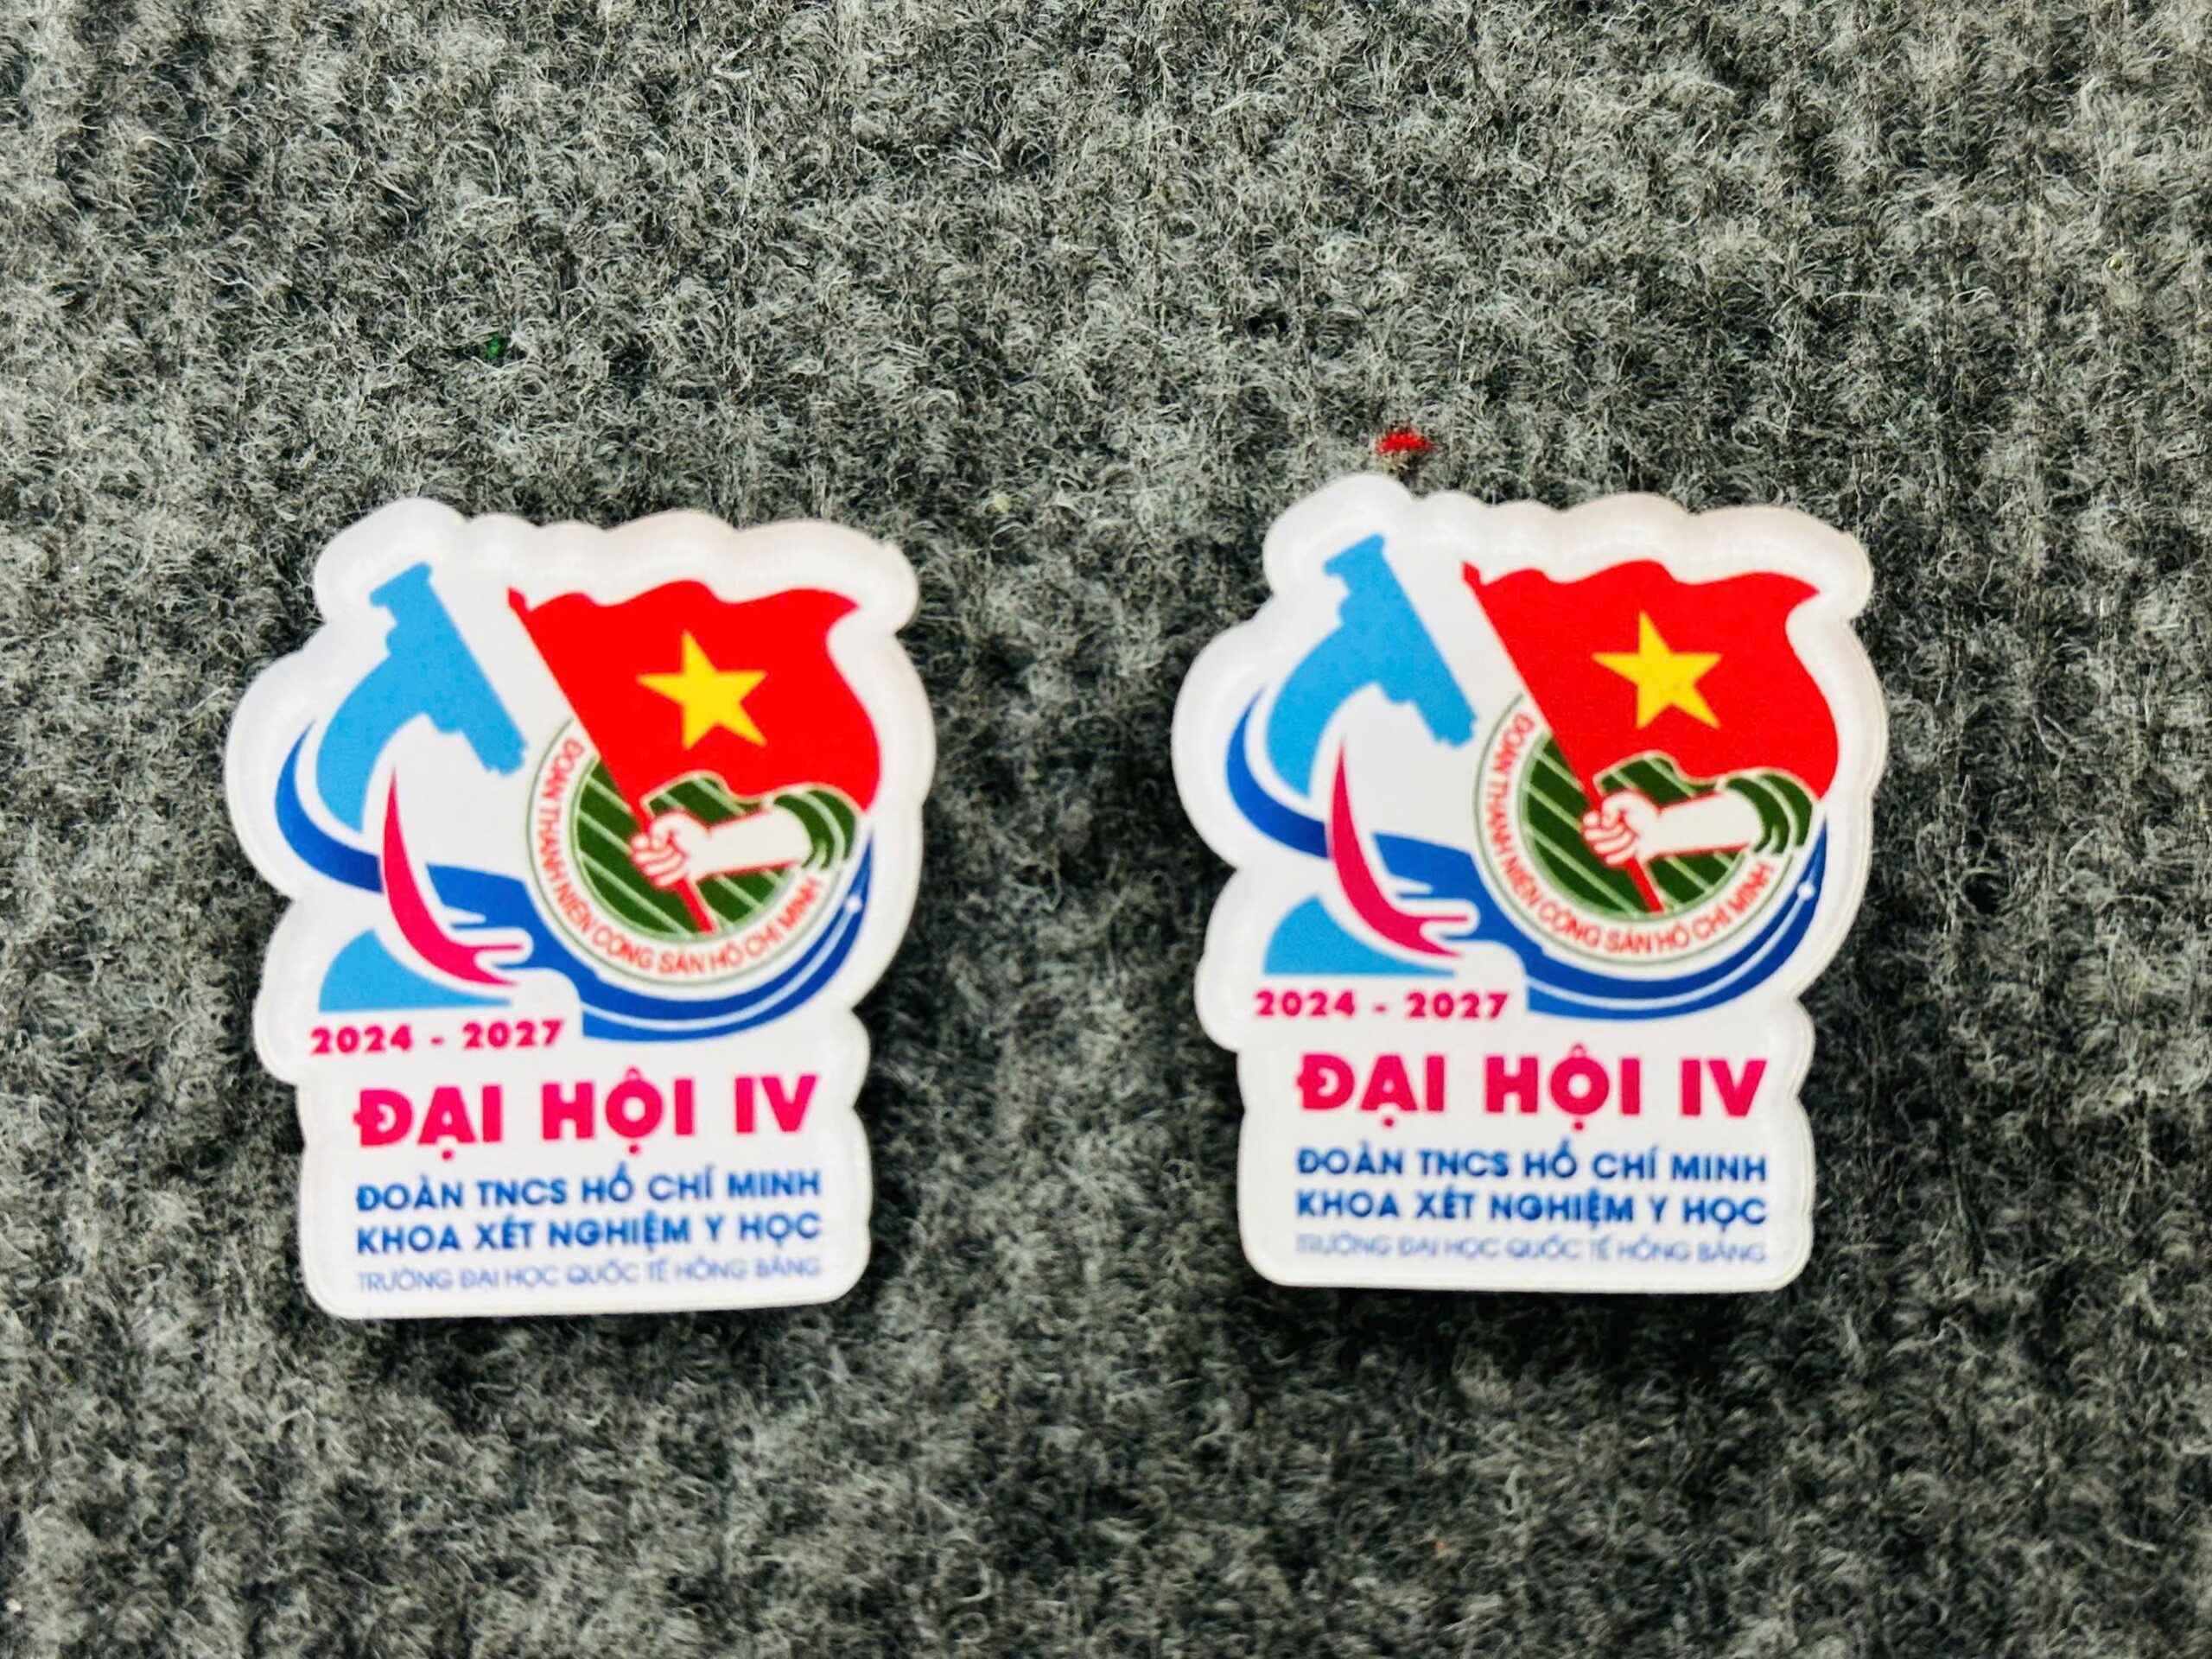 ĐOÀN THANH NIÊN CỘNG SẢN HỒ CHÍ MINH
2024 - 2027
ĐẠI HỘI IV
ĐOÀN TNCS HỒ CHÍ MINH
KHOA XÉT NGHIỆM Y HỌC
TRƯỜNG ĐẠI HỌC QUỐC TẾ HỒNG BÀNG
ĐOÀN THANH NIÊN CỘNG SẢN HỒ CHÍ MINH
2024 - 2027
ĐẠI HỘI IV
ĐOÀN TNCS HỒ CHÍ MINH
KHOA XÉT NGHIỆM Y HỌC
TRƯỜNG ĐẠI HỌC QUỐC TẾ HỒNG BÀNG